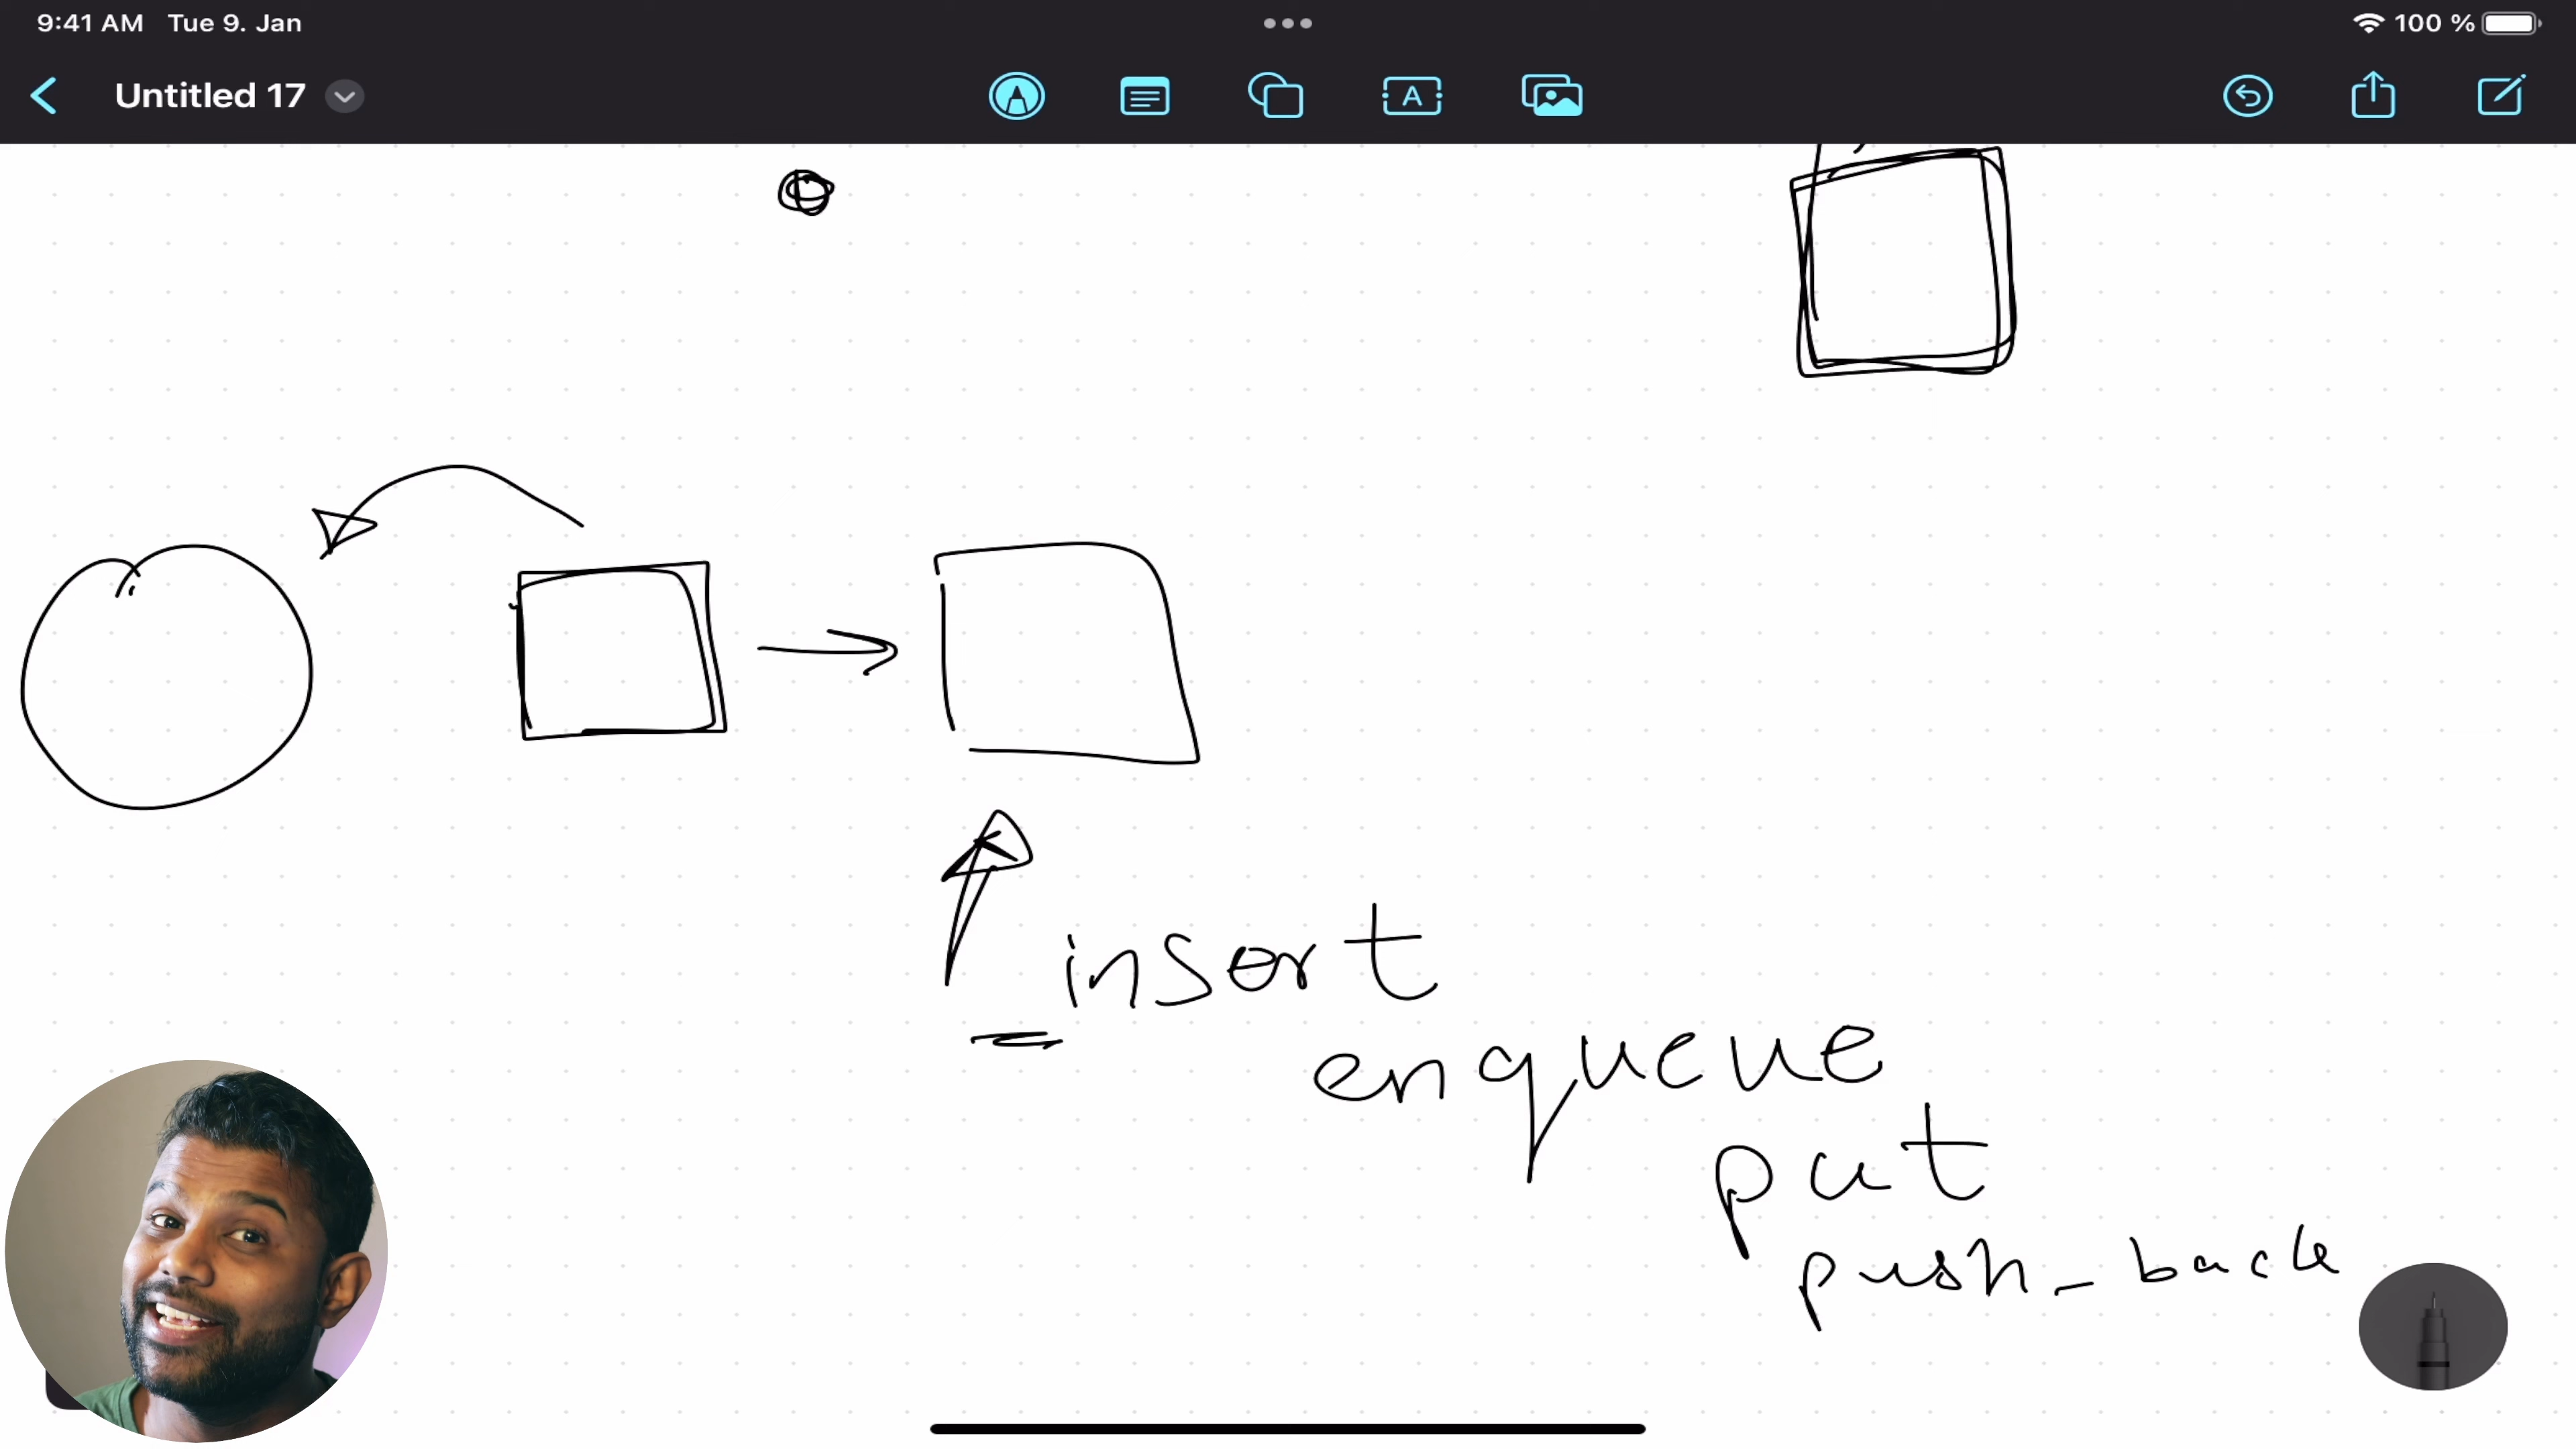 9:41 AM Tue 9. Jan 100 %
Untitled 17 A
insert
enqueue
put
push_back